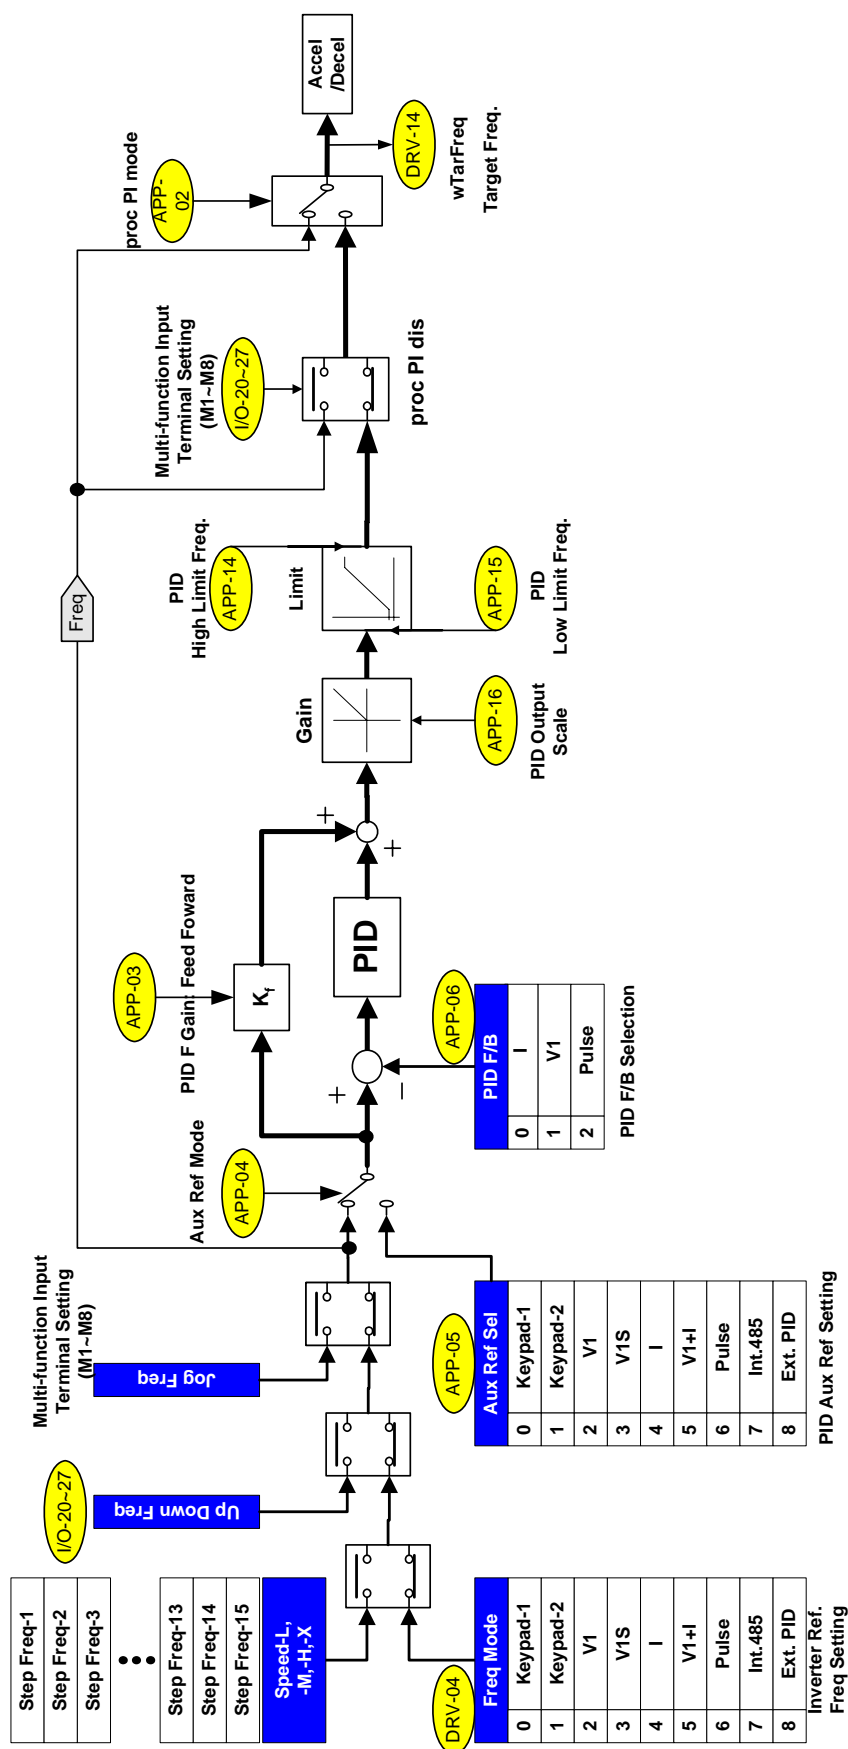 Step Freq-1
Step Freq-2
Step Freq-3
Step Freq-13
Step Freq-14
Step Freq-15
Speed-L,
-M,-H,-X
DRV-04
Freq Mode
0 Keypad-1
1 Keypad-2
2 V1
3 V1S
4 I
5 V1+I
6 Pulse
7 Int.485
8 Ext. PID
Inverter Ref.
Freq Setting
I/O-20~27
Up Down Freq
Multi-function Input
Terminal Setting
(M1~M8)
Jog Freq
APP-05
Aux Ref Sel
0 Keypad-1
1 Keypad-2
2 V1
3 V1S
4 I
5 V1+I
6 Pulse
7 Int.485
8 Ext. PID
PID Aux Ref Setting
Aux Ref Mode
APP-04
+
−
PID F Gain: Feed Foward
APP-03
Kf
PID
APP-06
PID F/B
0 I
1 V1
2 Pulse
PID F/B Selection
+
+
Gain
APP-16
PID Output
Scale
PID
High Limit Freq.
APP-14
Limit
APP-15
PID
Low Limit Freq.
Freq
Multi-function Input
Terminal Setting
(M1~M8)
I/O-20~27
proc PI dis
proc PI mode
APP-
02
DRV-14
wTarFreq
Target Freq.
Accel
/Decel